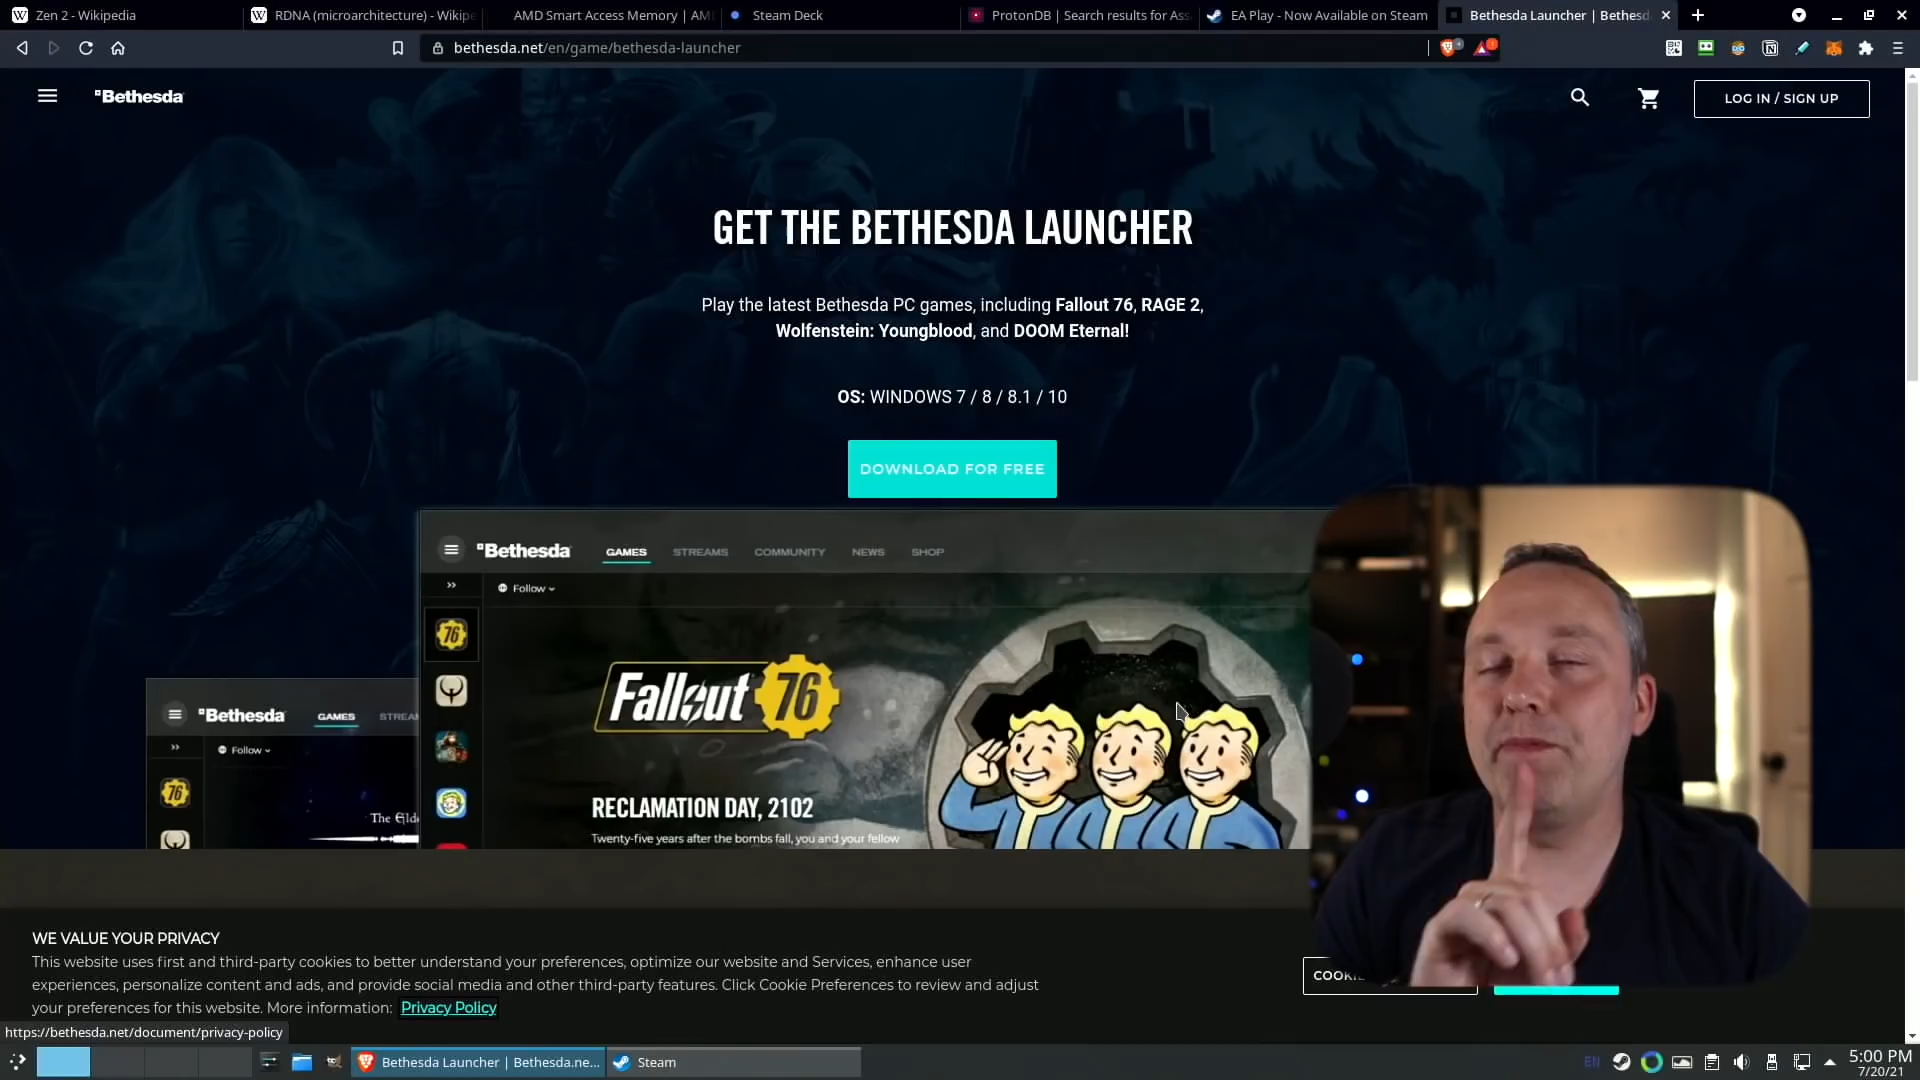 Zen 2 - Wikipedia
RDNA (microarchitecture) - Wikipe
AMD Smart Access Memory | AM
Steam Deck
ProtonDB | Search results for Ass
EA Play - Now Available on Steam
Bethesda Launcher | Bethesd
bethesda.net/en/game/bethesda-launcher
Bethesda
LOG IN / SIGN UP
GET THE BETHESDA LAUNCHER
Play the latest Bethesda PC games, including Fallout 76, RAGE 2,
Wolfenstein: Youngblood, and DOOM Eternal!
OS: WINDOWS 7 / 8 / 8.1 / 10
DOWNLOAD FOR FREE
Bethesda GAMES STREAMS COMMUNITY NEWS SHOP
Follow
76
Fallout 76
Bethesda GAMES STREA
Follow
76
RECLAMATION DAY, 2102
The Elde
Twenty-five years after the bombs fall, you and your fellow
WE VALUE YOUR PRIVACY
This website uses first and third-party cookies to better understand your preferences, optimize our website and Services, enhance user
experiences, personalize content and ads, and provide social media and other third-party features. Click Cookie Preferences to review and adjust
your preferences for this website. More information: Privacy Policy
COOKIE
https://bethesda.net/document/privacy-policy
Bethesda Launcher | Bethesda.ne...
Steam
EN
5:00 PM
7/20/21